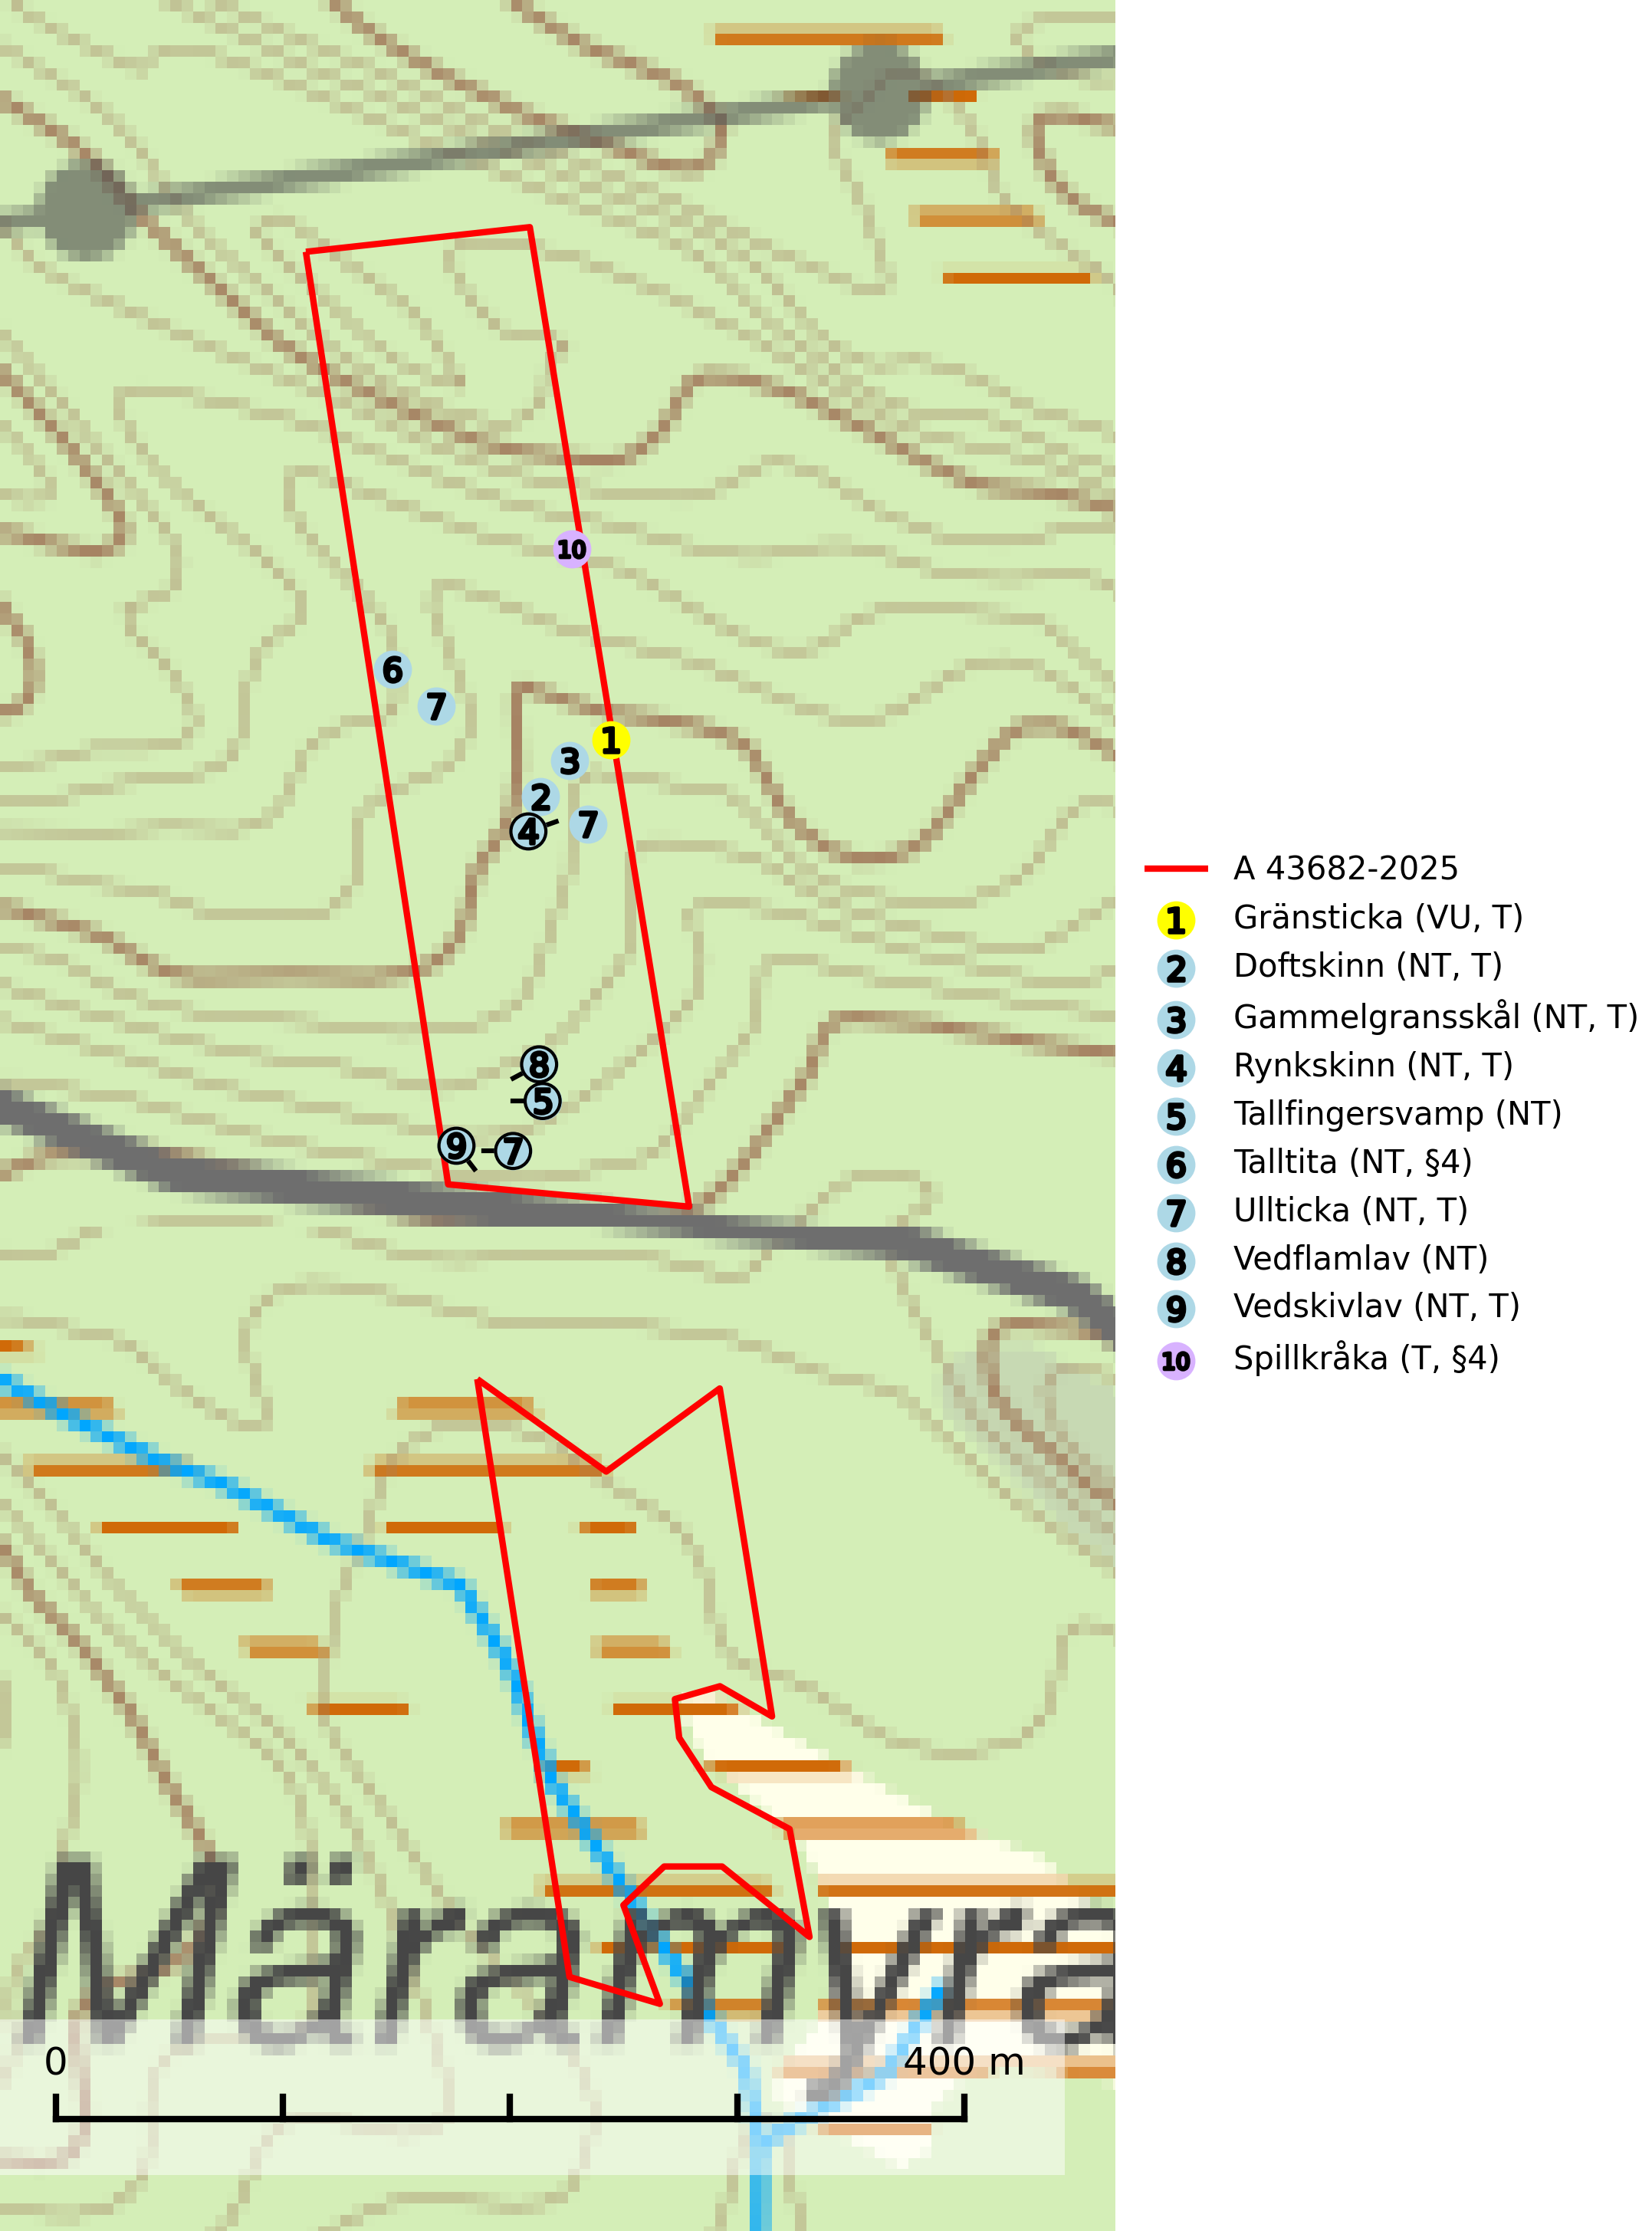 10
6
7
1
3
2
7
4
8
5
9
7
A 43682-2025
1 Gränsticka (VU, T)
2 Doftskinn (NT, T)
3 Gammelgransskål (NT, T)
4 Rynkskinn (NT, T)
5 Tallfingersvamp (NT)
6 Talltita (NT, §4)
7 Ullticka (NT, T)
8 Vedflamlav (NT)
9 Vedskivlav (NT, T)
10 Spillkråka (T, §4)
Märamyra
0 400 m